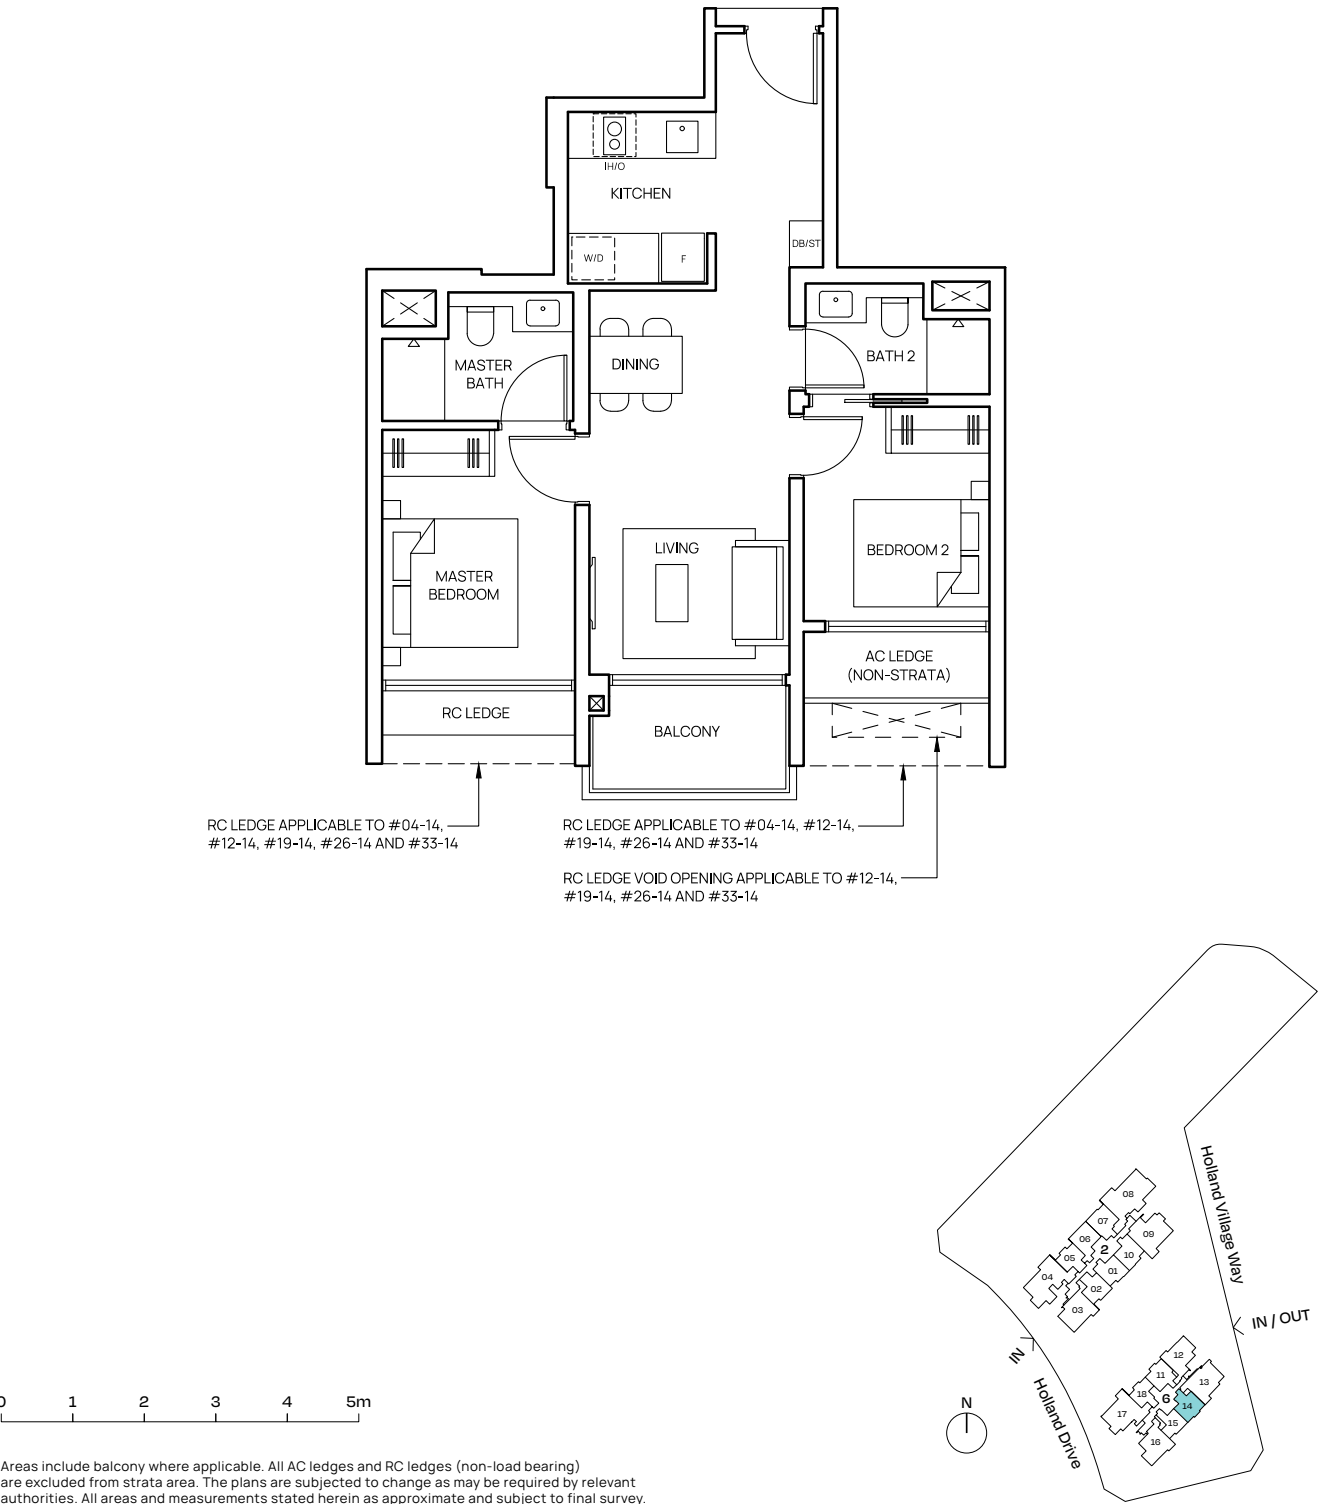 IH/O
KITCHEN
W/D
F
DB/ST
MASTER
BATH
DINING
BATH 2
LIVING
BEDROOM 2
MASTER
BEDROOM
AC LEDGE
(NON-STRATA)
RC LEDGE
BALCONY
RC LEDGE APPLICABLE TO #04-14,
#12-14, #19-14, #26-14 AND #33-14
RC LEDGE APPLICABLE TO #04-14, #12-14,
#19-14, #26-14 AND #33-14
RC LEDGE VOID OPENING APPLICABLE TO #12-14,
#19-14, #26-14 AND #33-14
Holland Village Way
08
07
09
06
2
10
05
01
04
02
03
IN / OUT
IN
Holland Drive
12
11
13
18
6
14
17
15
16
N
0 1 2 3 4 5m
Areas include balcony where applicable. All AC ledges and RC ledges (non-load bearing)
are excluded from strata area. The plans are subjected to change as may be required by relevant
authorities. All areas and measurements stated herein as approximate and subject to final survey.